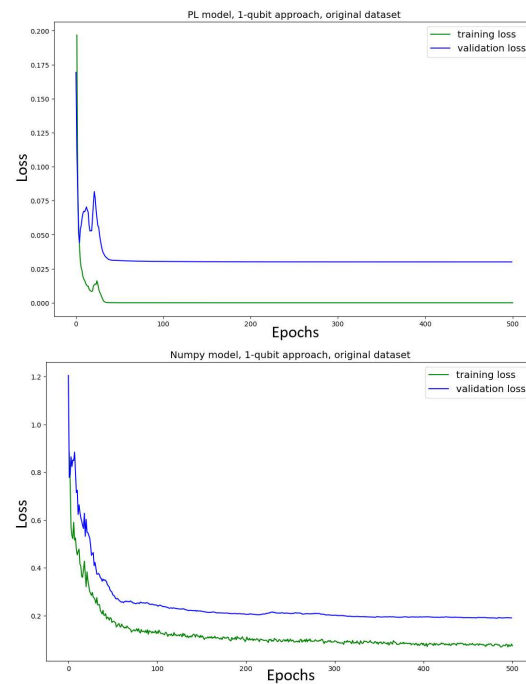 PL model, 1-qubit approach, original dataset
training loss
validation loss
0.200
0.175
0.150
0.125
0.100
0.075
0.050
0.025
0.000
Loss
0 100 200 300 400 500
Epochs
Numpy model, 1-qubit approach, original dataset
training loss
validation loss
1.2
1.0
0.8
0.6
0.4
0.2
Loss
0 100 200 300 400 500
Epochs